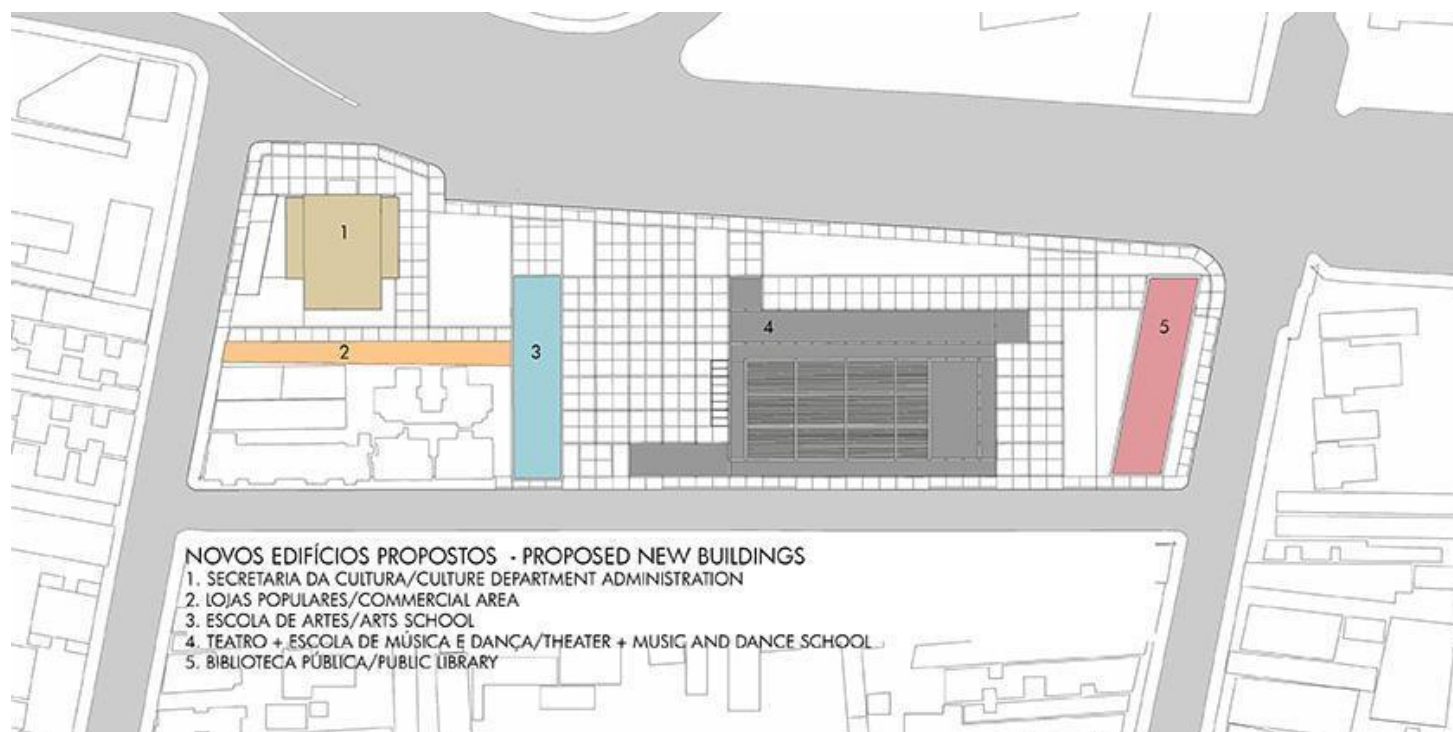 1
2
3
4
5
NOVOS EDIFÍCIOS PROPOSTOS - PROPOSED NEW BUILDINGS
1. SECRETARIA DA CULTURA/CULTURE DEPARTMENT ADMINISTRATION
2. LOJAS POPULARES/COMMERCIAL AREA
3. ESCOLA DE ARTES/ARTS SCHOOL
4. TEATRO + ESCOLA DE MÚSICA E DANÇA/THEATER + MUSIC AND DANCE SCHOOL
5. BIBLIOTECA PÚBLICA/PUBLIC LIBRARY